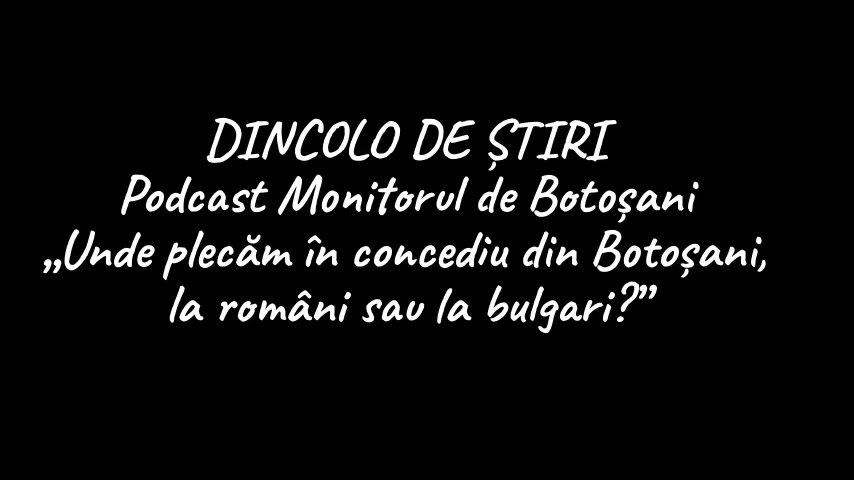 DINCOLO DE ȘTIRI
Podcast Monitorul de Botoșani
„Unde plecăm în concediu din Botoșani,
la români sau la bulgari?”